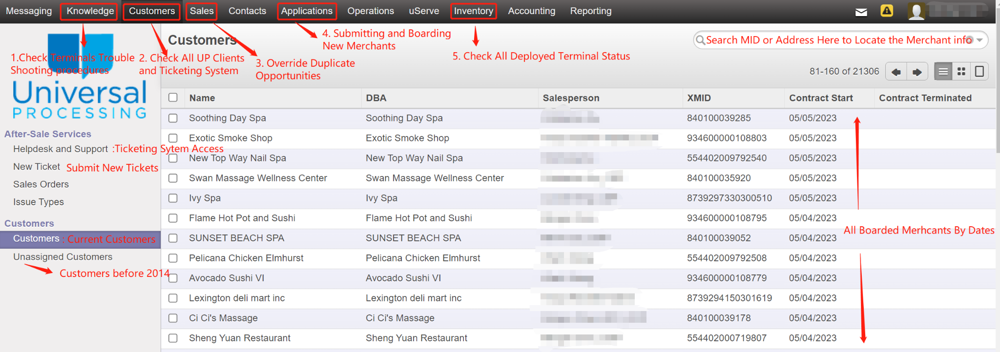 Messaging Knowledge Customers Sales Contacts Applications Operations uServe Inventory Accounting Reporting
Customers
4. Submitting and Boarding
New Merchants
Search MID or Address Here to Locate the Merchant info
1.Check Terminals Trouble
Shooting procedures
2. Check All UP Clients
and Ticketing System
3. Override Duplicate
Opportunities
5. Check All Deployed Terminal Status
81-160 of 21306
Universal
PROCESSING
After-Sale Services
Helpdesk and Support :Ticketing Sytem Access
New Ticket Submit New Tickets
Sales Orders
Issue Types
Customers
Customers : Current Customers
Unassigned Customers
Customers before 2014
Name DBA Salesperson XMID Contract Start Contract Terminated
Soothing Day Spa Soothing Day Spa 840100039285 05/05/2023
Exotic Smoke Shop Exotic Smoke Shop 934600000108803 05/05/2023
New Top Way Nail Spa New Top Way Nail Spa 554402009792540 05/05/2023
Swan Massage Wellness Center Swan Massage Wellness Center 840100035920 05/05/2023
Ivy Spa Ivy Spa 8739297330300510 05/05/2023
Flame Hot Pot and Sushi Flame Hot Pot and Sushi 934600000108795 05/04/2023
All Boarded Merhcants By Dates
SUNSET BEACH SPA SUNSET BEACH SPA 840100039052 05/04/2023
Pelicana Chicken Elmhurst Pelicana Chicken Elmhurst 554402009792508 05/04/2023
Avocado Sushi VI Avocado Sushi VI 934600000108779 05/04/2023
Lexington deli mart inc Lexington deli mart inc 8739294150301619 05/04/2023
Ci Ci's Massage Ci Ci's Massage 840100039178 05/04/2023
Sheng Yuan Restaurant Sheng Yuan Restaurant 554402000719807 05/04/2023